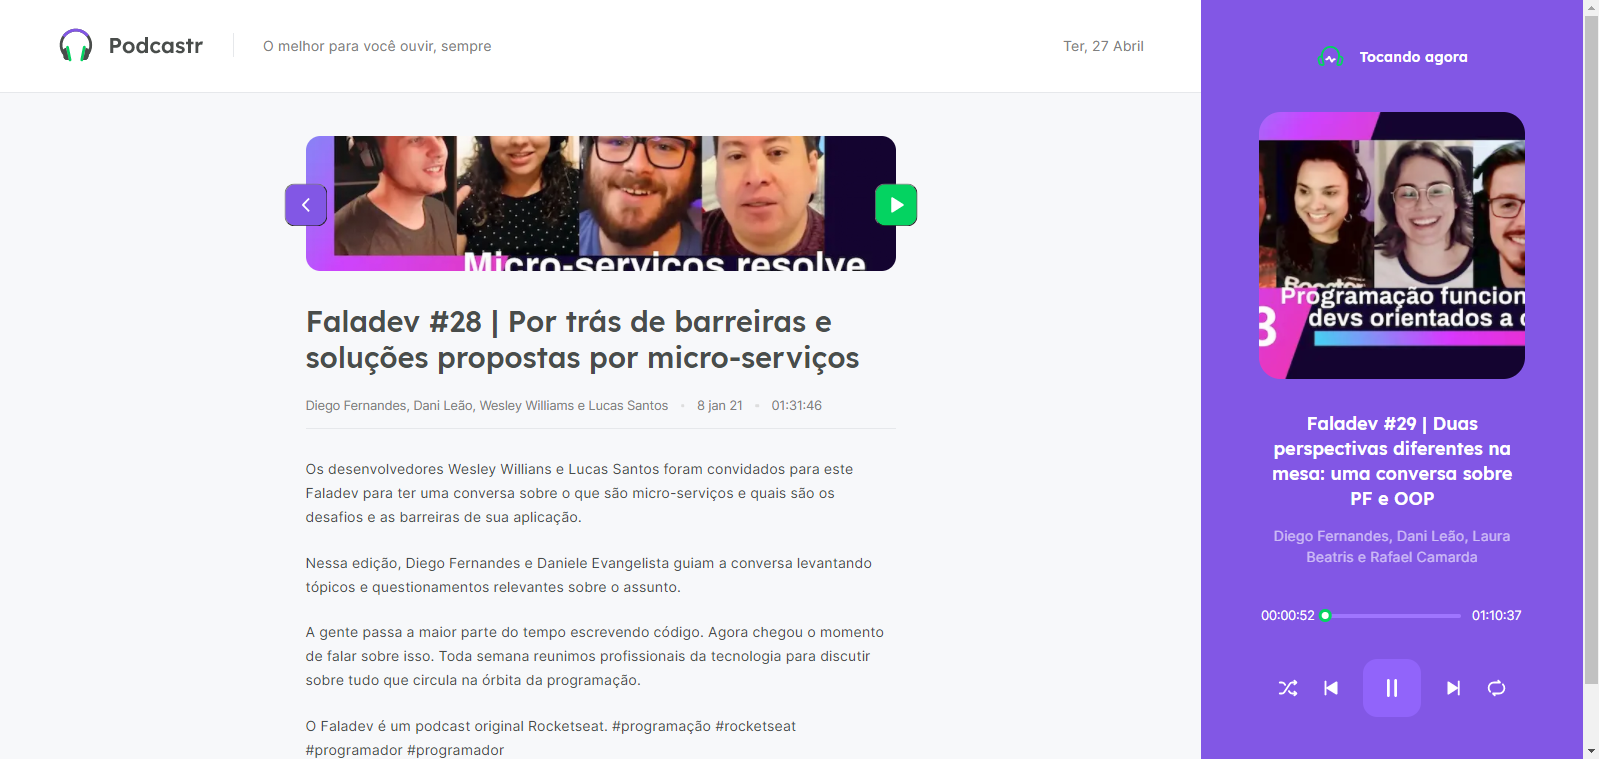 Podcastr
O melhor para você ouvir, sempre
Ter, 27 Abril
Micro-serviços resolve
Faladev #28 | Por trás de barreiras e
soluções propostas por micro-serviços
Diego Fernandes, Dani Leão, Wesley Williams e Lucas Santos • 8 jan 21 • 01:31:46
Os desenvolvedores Wesley Willians e Lucas Santos foram convidados para este
Faladev para ter uma conversa sobre o que são micro-serviços e quais são os
desafios e as barreiras de sua aplicação.
Nessa edição, Diego Fernandes e Daniele Evangelista guiam a conversa levantando
tópicos e questionamentos relevantes sobre o assunto.
A gente passa a maior parte do tempo escrevendo código. Agora chegou o momento
de falar sobre isso. Toda semana reunimos profissionais da tecnologia para discutir
sobre tudo que circula na órbita da programação.
O Faladev é um podcast original Rocketseat. #programação #rocketseat
#programador #programador
Tocando agora
Programação funcion
devs orientados a
Faladev #29 | Duas
perspectivas diferentes na
mesa: uma conversa sobre
PF e OOP
Diego Fernandes, Dani Leão, Laura
Beatris e Rafael Camarda
00:00:52
01:10:37